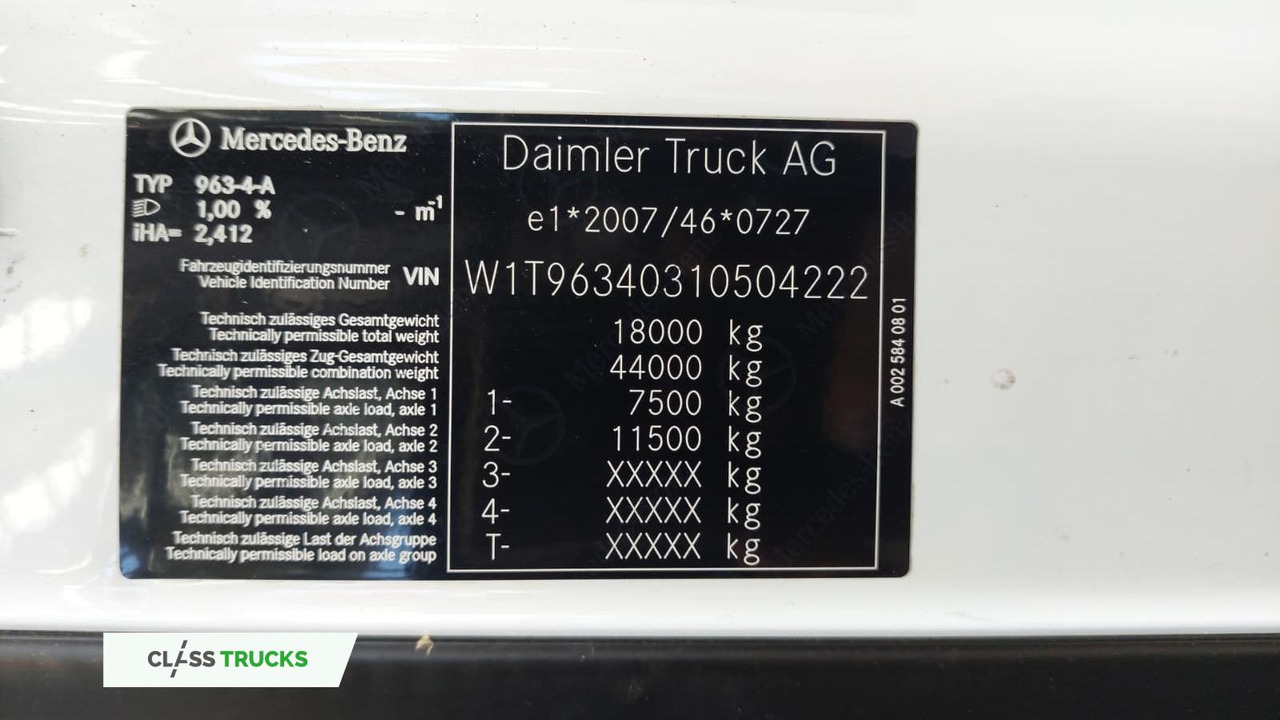 Mercedes-Benz
TYP 963-4-A
1,00 % - m-1
iHA= 2,412
Daimler Truck AG
e1*2007/46*0727
Fahrzeugidentifizierungsnummer
Vehicle Identification Number VIN W1T96340310504222
Technisch zulässiges Gesamtgewicht
Technically permissible total weight 18000 kg
Technisch zulässiges Zug-Gesamtgewicht
Technically permissible combination weight 44000 kg
Technisch zulässige Achslast, Achse 1
Technically permissible axle load, axle 1 1- 7500 kg
Technisch zulässige Achslast, Achse 2
Technically permissible axle load, axle 2 2- 11500 kg
Technisch zulässige Achslast, Achse 3
Technically permissible axle load, axle 3 3- XXXXX kg
Technisch zulässige Achslast, Achse 4
Technically permissible axle load, axle 4 4- XXXXX kg
Technisch zulässige Last der Achsgruppe
Technically permissible load on axle group T- XXXXX kg
A 002 584 08 01
CLASS TRUCKS